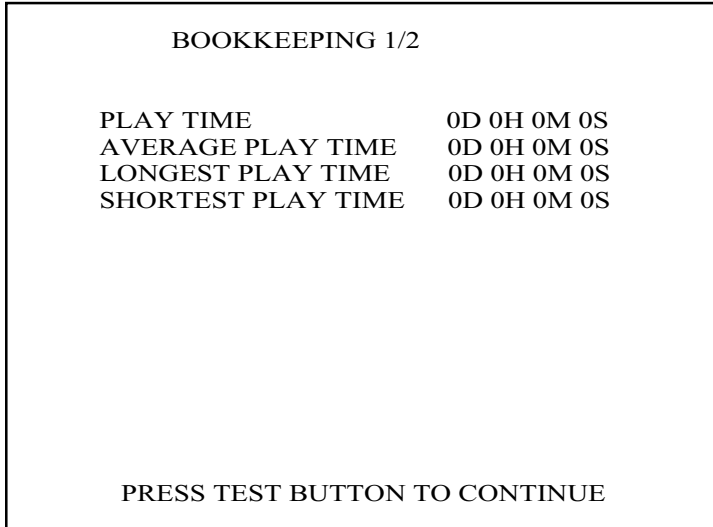 BOOKKEEPING 1/2
PLAY TIME 0D 0H 0M 0S
AVERAGE PLAY TIME 0D 0H 0M 0S
LONGEST PLAY TIME 0D 0H 0M 0S
SHORTEST PLAY TIME 0D 0H 0M 0S
PRESS TEST BUTTON TO CONTINUE